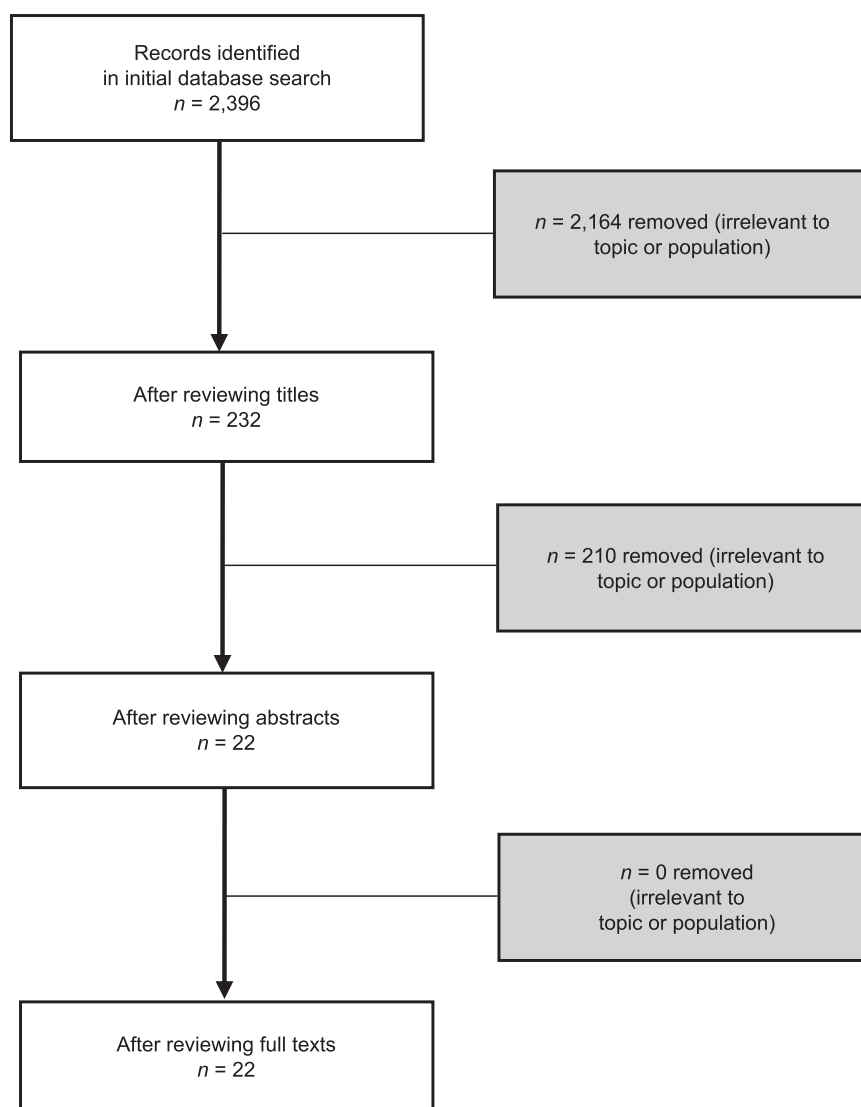 Records identified
in initial database search
n = 2,396
n = 2,164 removed (irrelevant to
topic or population)
After reviewing titles
n = 232
n = 210 removed (irrelevant to
topic or population)
After reviewing abstracts
n = 22
n = 0 removed
(irrelevant to
topic or population)
After reviewing full texts
n = 22